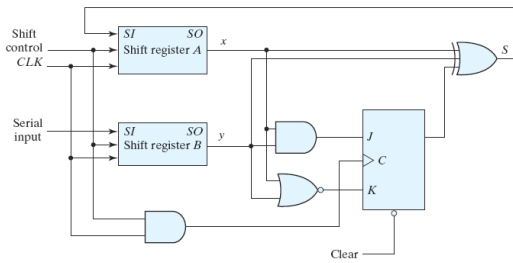 Shift
control
CLK
SI SO
Shift register A
x
S
Serial
input
SI SO
Shift register B
y
J
C
K
Clear